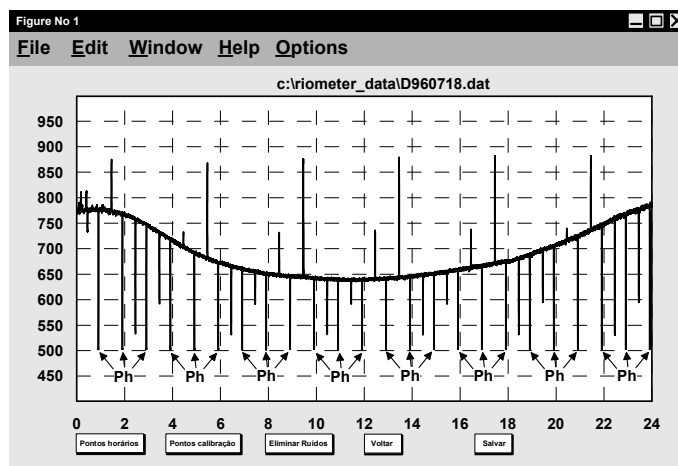 Figure No 1
File Edit Window Help Options
c:\riometer_data\D960718.dat
950
900
850
800
750
700
650
600
550
500
450
Ph Ph Ph Ph Ph Ph Ph Ph
0 2 4 6 8 10 12 14 16 18 20 22 24
Pontos horários Pontos calibração Eliminar Ruídos Voltar Salvar